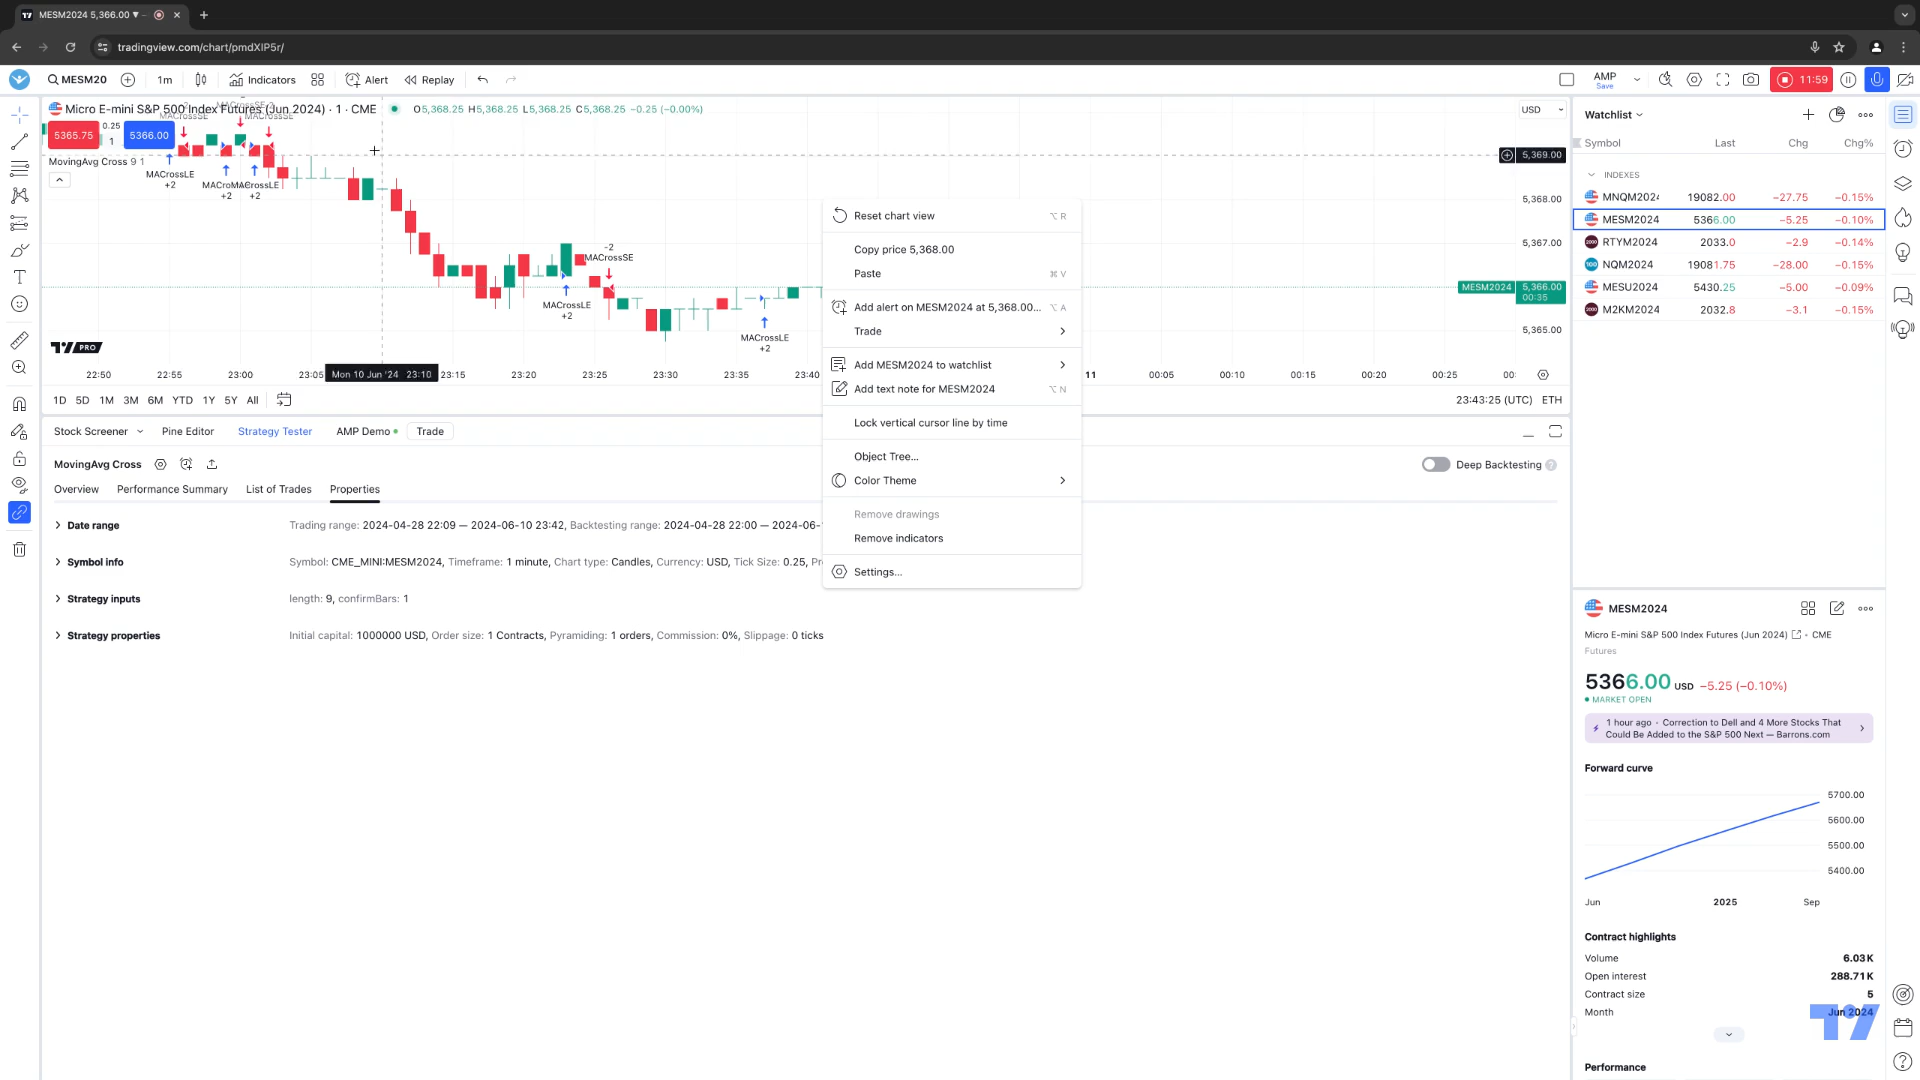 MESM2024 5,366.00 ▼ -
tradingview.com/chart/pmdXIP5r/
MESM20
1m
Indicators
Alert
Replay
AMP
Save
11:59
Micro E-mini S&P 500 Index Futures (Jun 2024) · 1 · CME
O5,368.25 H5,368.25 L5,368.25 C5,368.25 −0.25 (−0.00%)
USD
MACrossSE
MACrossSE
5365.75
0.25
1
5366.00
MovingAvg Cross 9 1
MACrossLE
+2
MACrossLE
+2
+2
-2
MACrossSE
MACrossLE
+2
MACrossLE
+2
5,369.00
5,368.00
5,367.00
MESM2024
5,366.00
00:35
5,365.00
PRO
22:50
22:55
23:00
23:05
Mon 10 Jun '24 23:10
23:15
23:20
23:25
23:30
23:35
23:40
11
00:05
00:10
00:15
00:20
00:25
00:
1D 5D 1M 3M 6M YTD 1Y 5Y All
23:43:25 (UTC)
ETH
Reset chart view
⌥ R
Copy price 5,368.00
Paste
⌘ V
Add alert on MESM2024 at 5,368.00...
⌥ A
Trade
Add MESM2024 to watchlist
Add text note for MESM2024
⌥ N
Lock vertical cursor line by time
Object Tree...
Color Theme
Remove drawings
Remove indicators
Settings...
Stock Screener
Pine Editor
Strategy Tester
AMP Demo
Trade
MovingAvg Cross
Deep Backtesting
Overview
Performance Summary
List of Trades
Properties
Date range
Trading range: 2024-04-28 22:09 — 2024-06-10 23:42, Backtesting range: 2024-04-28 22:00 — 2024-06-
Symbol info
Symbol: CME_MINI:MESM2024, Timeframe: 1 minute, Chart type: Candles, Currency: USD, Tick Size: 0.25,
Strategy inputs
length: 9, confirmBars: 1
Strategy properties
Initial capital: 1000000 USD, Order size: 1 Contracts, Pyramiding: 1 orders, Commission: 0%, Slippage: 0 ticks
Watchlist
Symbol Last Chg Chg%
INDEXES
MNQM2024 19082.00 −27.75 −0.15%
MESM2024 5366.00 −5.25 −0.10%
RTYM2024 2033.0 −2.9 −0.14%
NQM2024 19081.75 −28.00 −0.15%
MESU2024 5430.25 −5.00 −0.09%
M2KM2024 2032.8 −3.1 −0.15%
MESM2024
Micro E-mini S&P 500 Index Futures (Jun 2024) · CME
Futures
5366.00 USD −5.25 (−0.10%)
MARKET OPEN
1 hour ago · Correction to Dell and 4 More Stocks That
Could Be Added to the S&P 500 Next — Barrons.com
Forward curve
5700.00
5600.00
5500.00
5400.00
Jun 2025 Sep
Contract highlights
Volume 6.03K
Open interest 288.71K
Contract size 5
Month Jun 2024
Performance